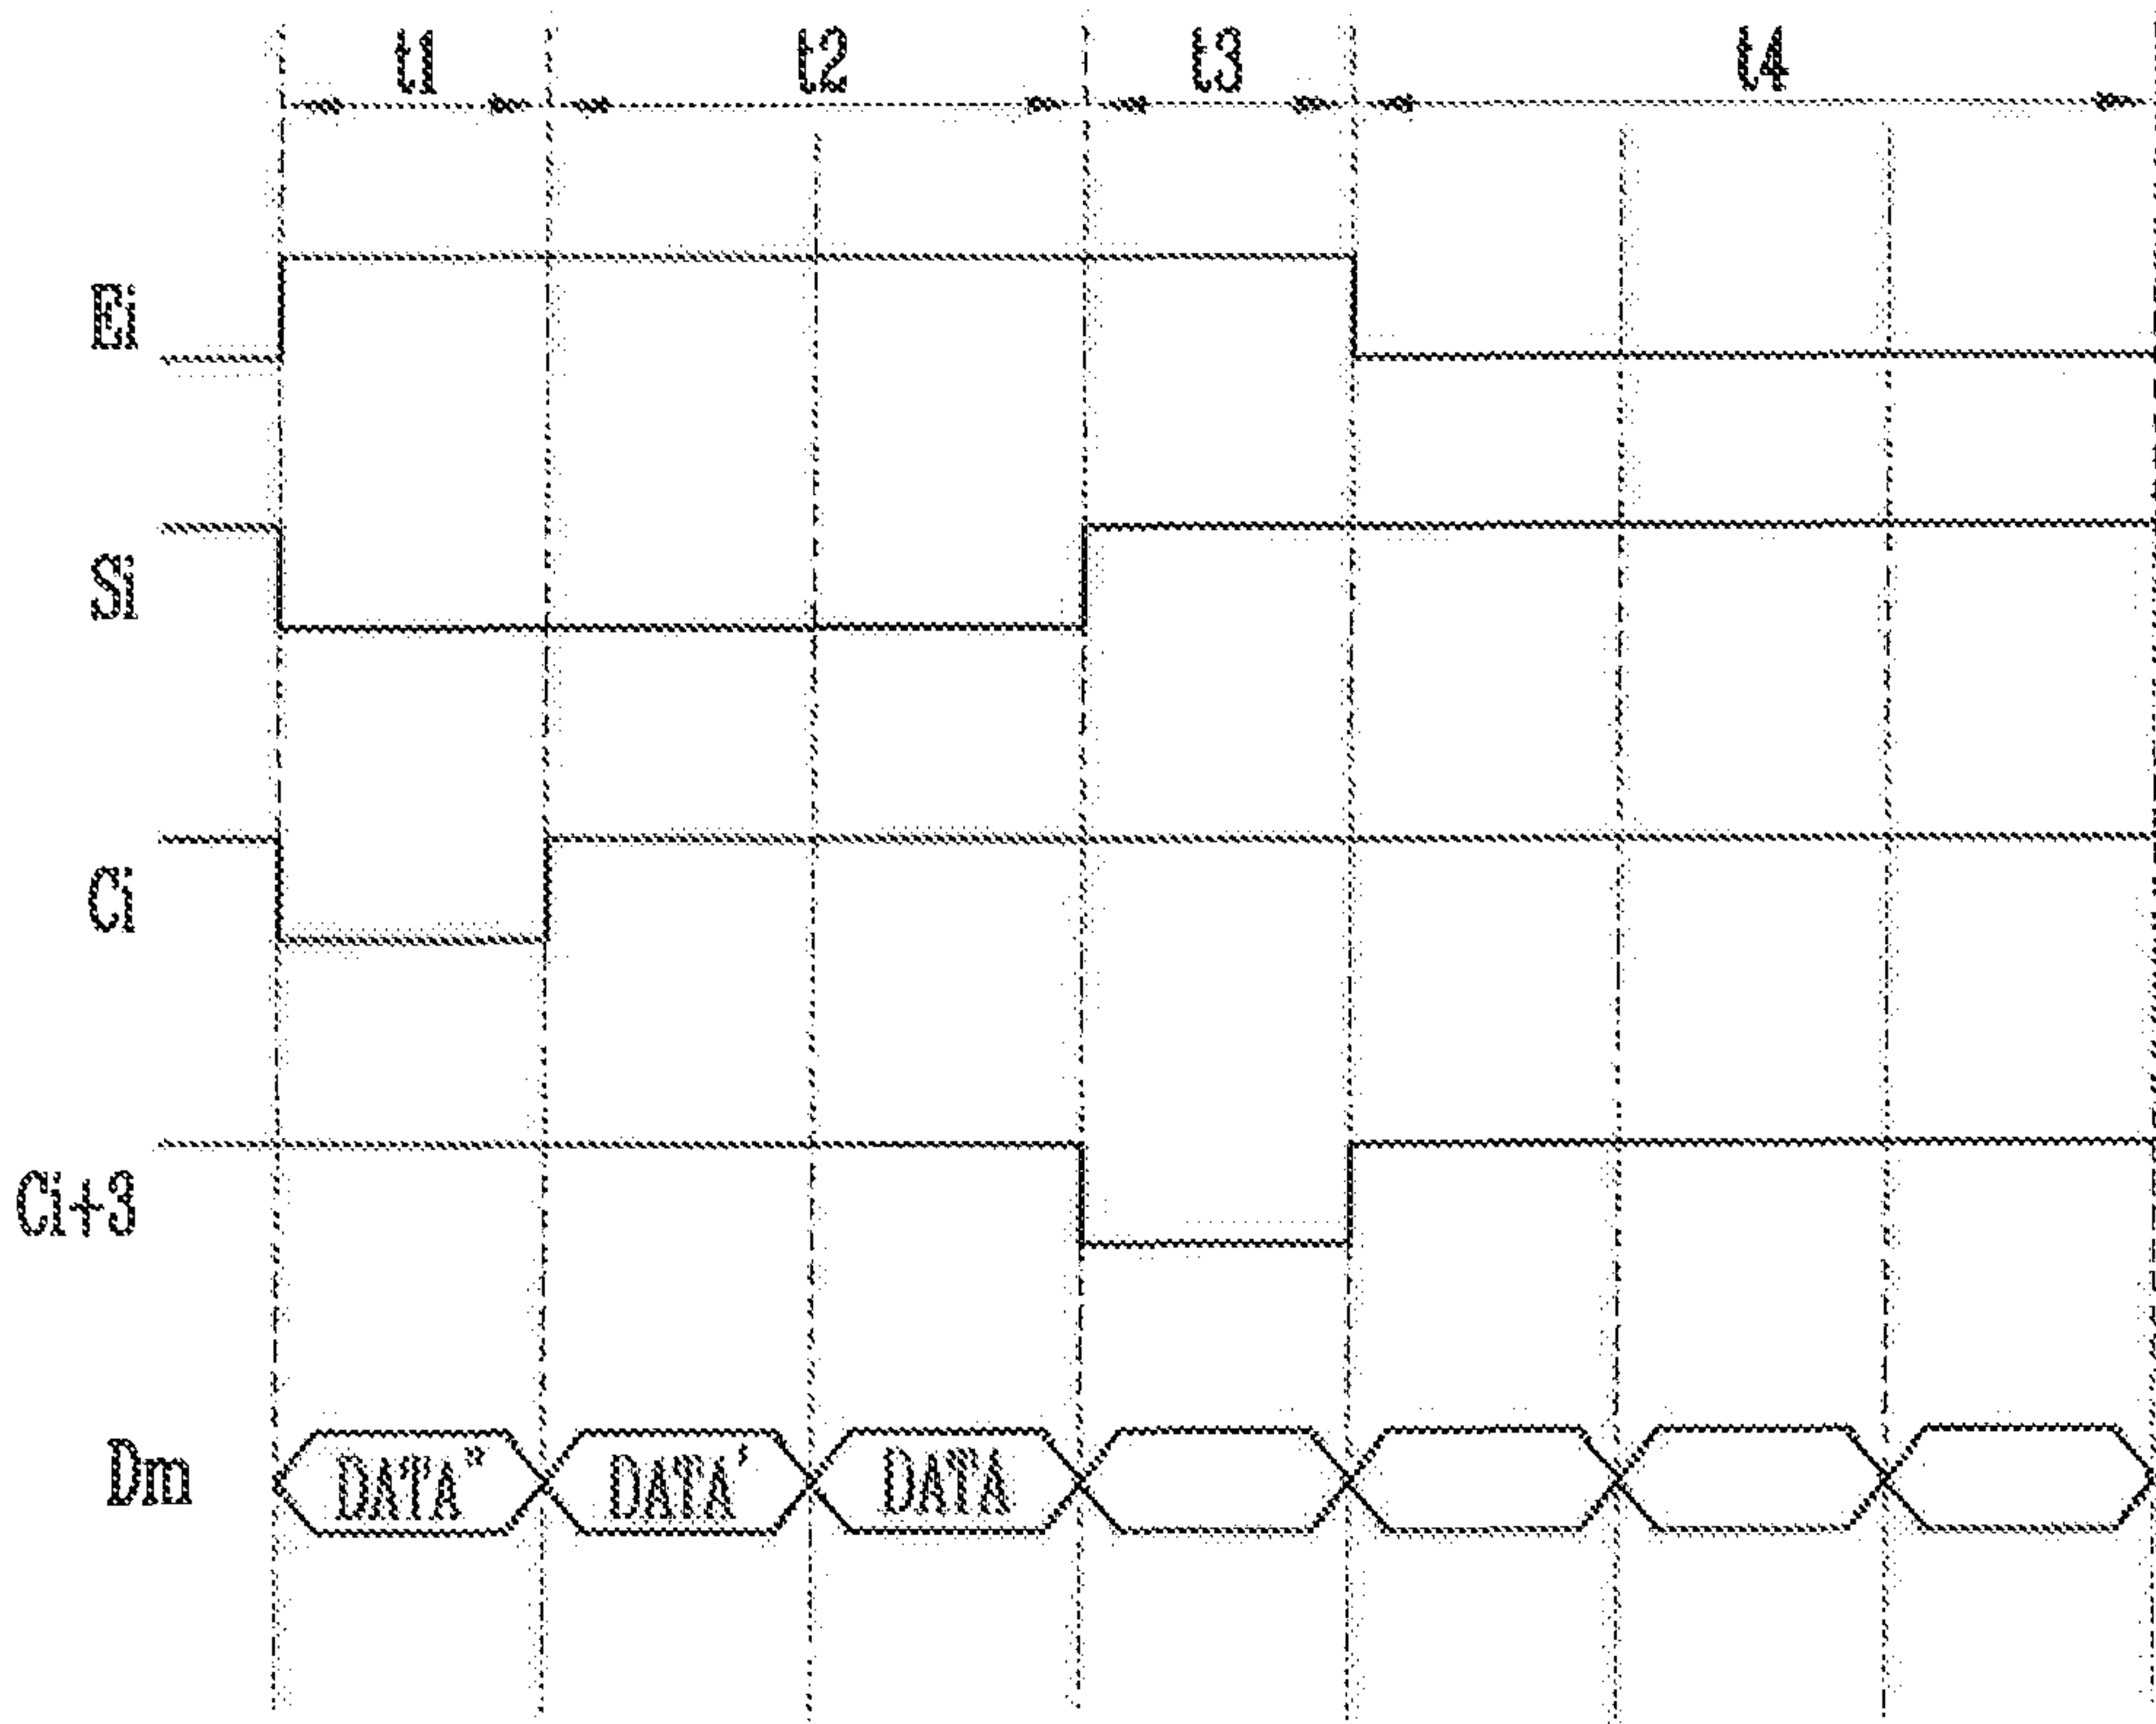 t1 t2 t3 t4
Ei
Si
Ci
Ci+3
Dm DATA" DATA' DATA